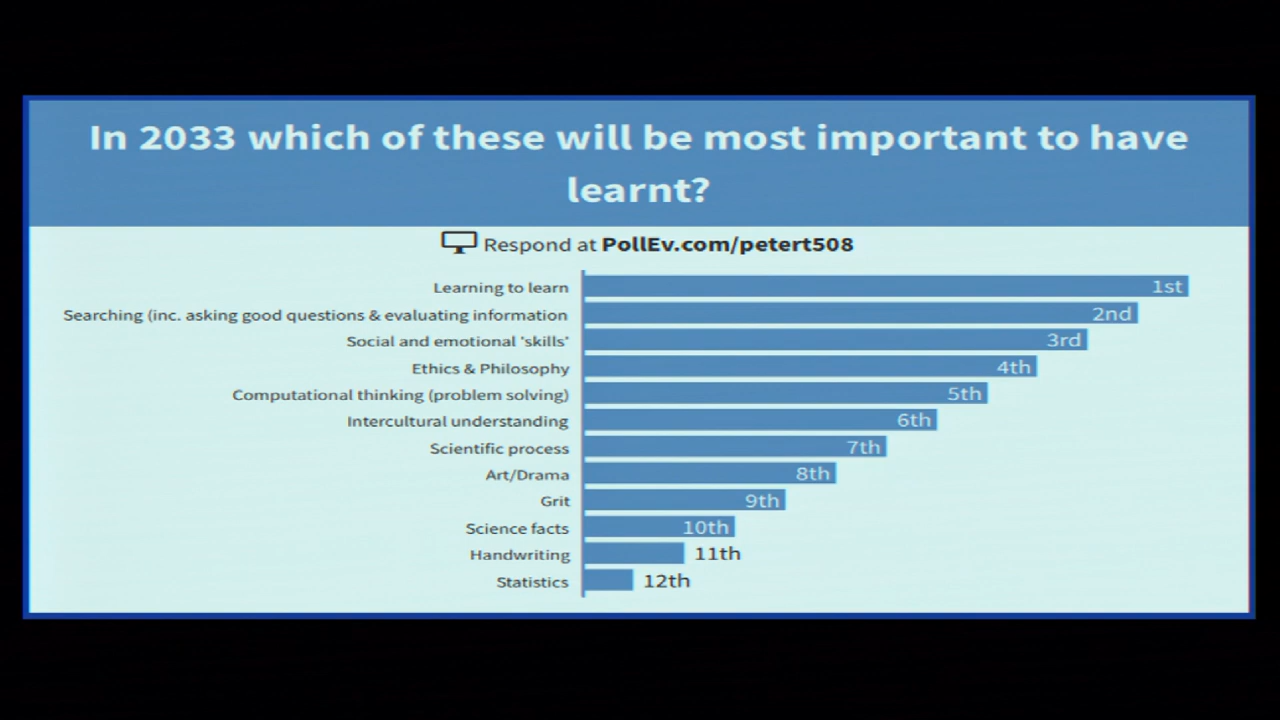 In 2033 which of these will be most important to have
learnt?
Respond at PollEv.com/petert508
Learning to learn 1st
Searching (inc. asking good questions & evaluating information 2nd
Social and emotional 'skills' 3rd
Ethics & Philosophy 4th
Computational thinking (problem solving) 5th
Intercultural understanding 6th
Scientific process 7th
Art/Drama 8th
Grit 9th
Science facts 10th
Handwriting 11th
Statistics 12th